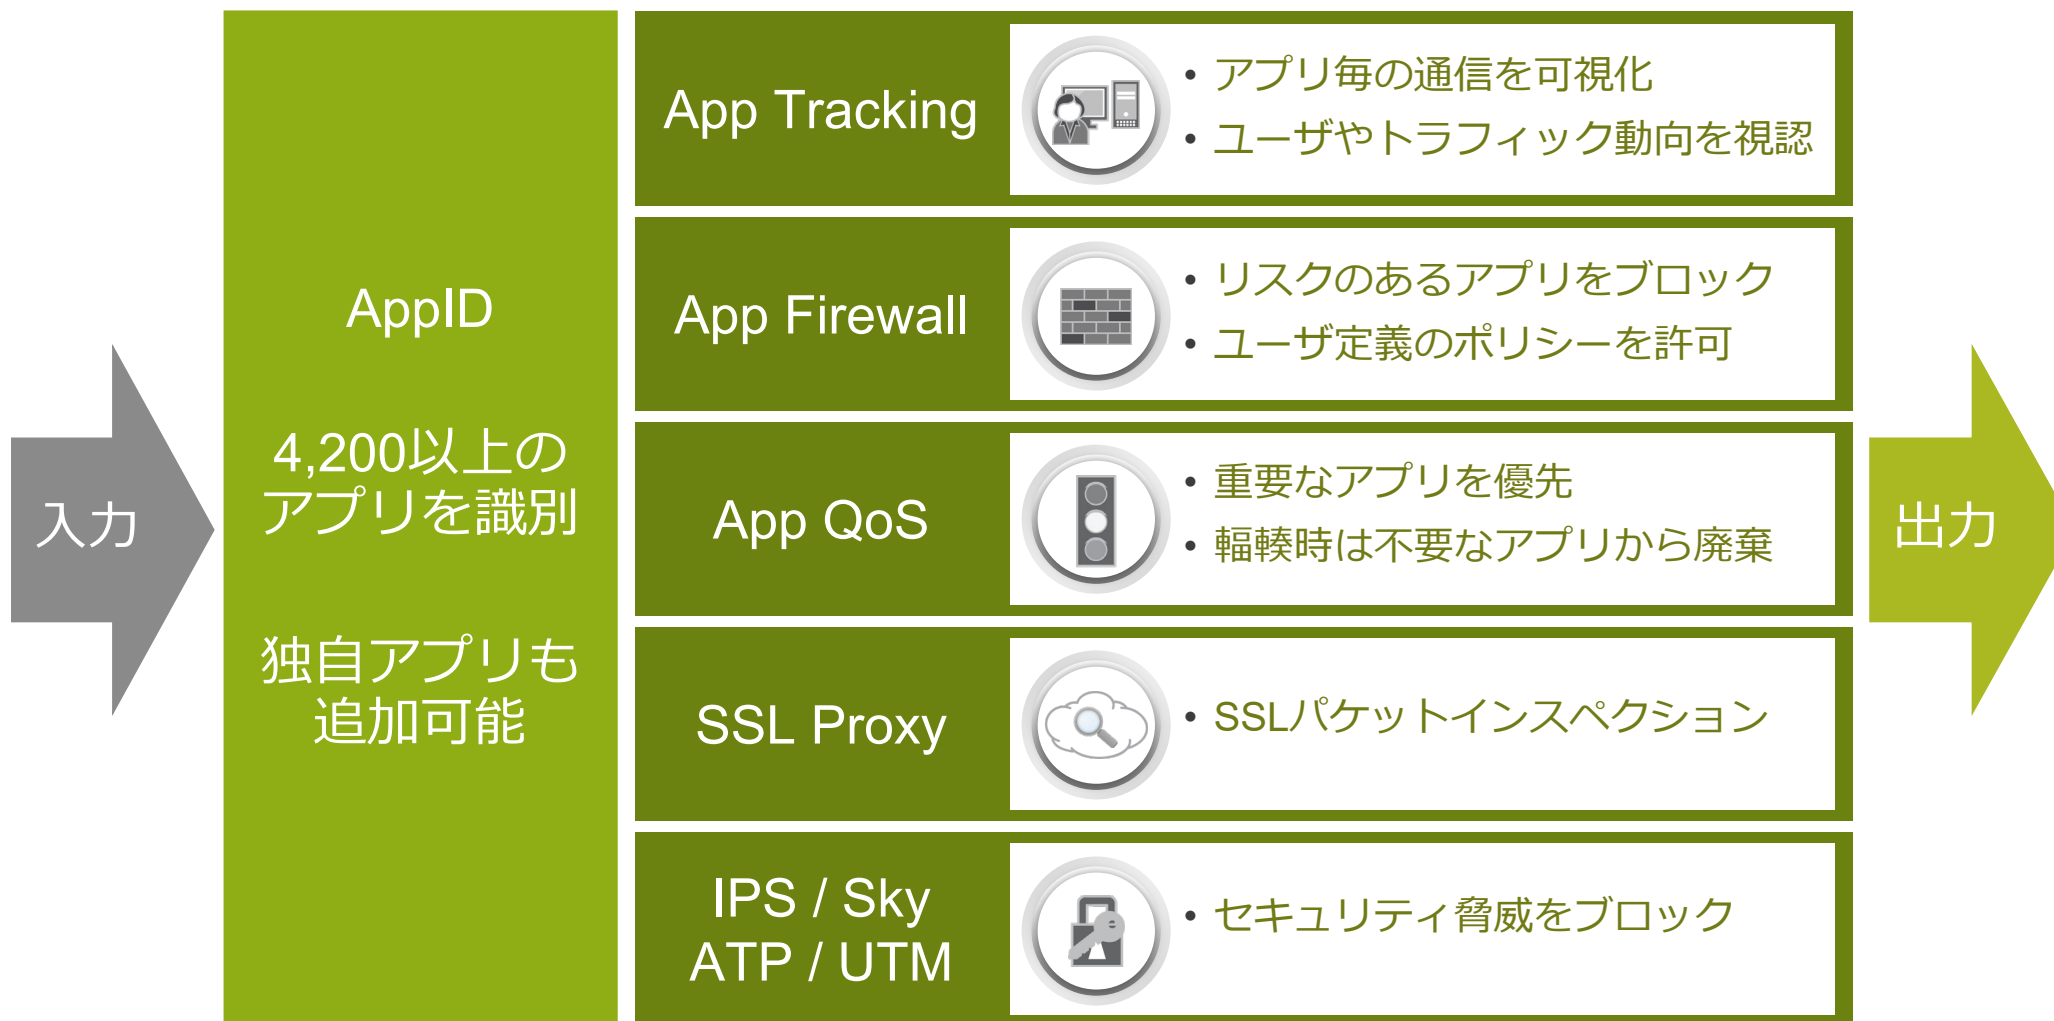 入力
AppID
4,200以上の
アプリを識別
独自アプリも
追加可能
App Tracking
• アプリ毎の通信を可視化
• ユーザやトラフィック動向を視認
App Firewall
• リスクのあるアプリをブロック
• ユーザ定義のポリシーを許可
App QoS
• 重要なアプリを優先
• 輻輳時は不要なアプリから廃棄
SSL Proxy
• SSLパケットインスペクション
IPS / Sky
ATP / UTM
• セキュリティ脅威をブロック
出力